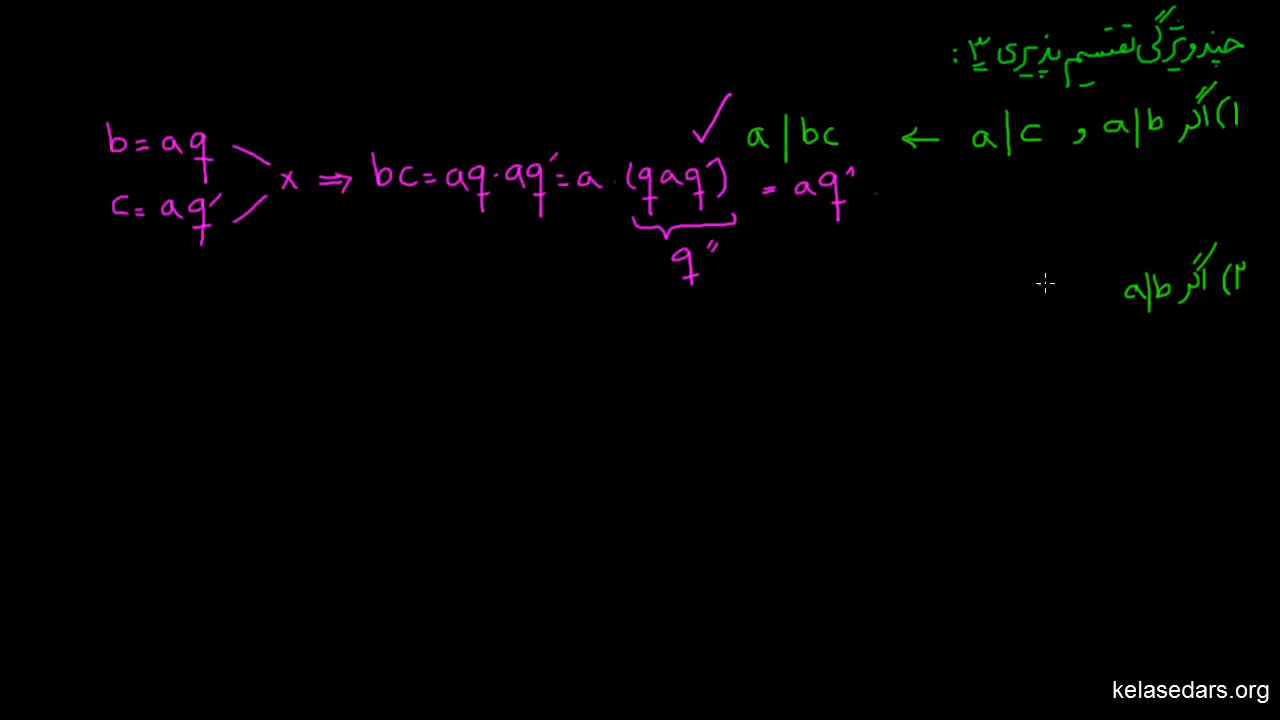 چند ویژگی تقسیم پذیری ۳:
۱) اگر a|b و a|c ← a|bc ✓
b = aq
c = aq′
× ⇒ bc = aq · aq′ = a · (qaq′) = aq″
q″
۲) اگر a|b
kelasedars.org